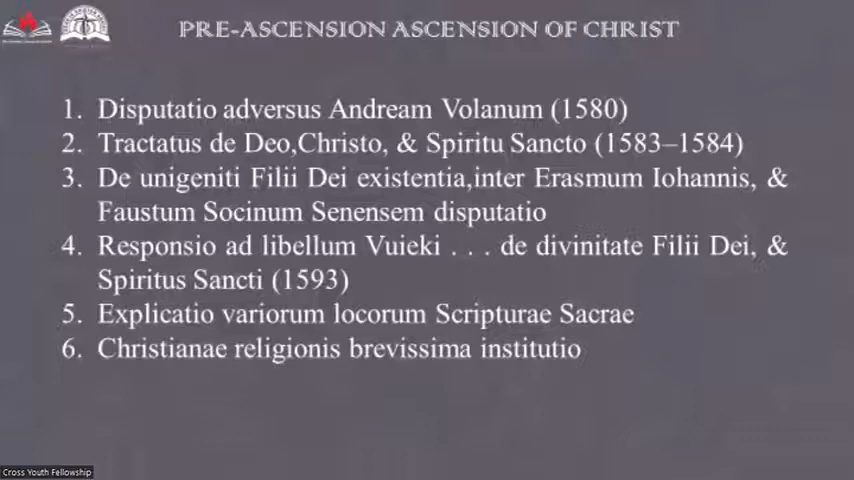 PRE-ASCENSION ASCENSION OF CHRIST
1. Disputatio adversus Andream Volanum (1580)
2. Tractatus de Deo,Christo, & Spiritu Sancto (1583–1584)
3. De unigeniti Filii Dei existentia,inter Erasmum Iohannis, &
Faustum Socinum Senensem disputatio
4. Responsio ad libellum Vuieki . . . de divinitate Filii Dei, &
Spiritus Sancti (1593)
5. Explicatio variorum locorum Scripturae Sacrae
6. Christianae religionis brevissima institutio
Cross Youth Fellowship